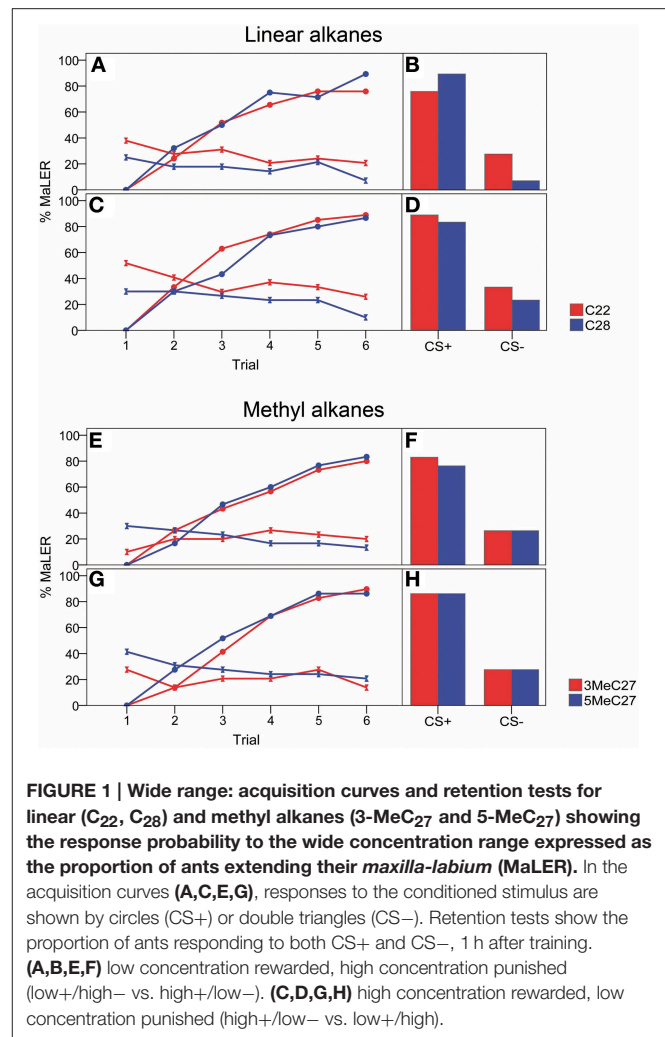 Linear alkanes
A
B
100
80
60
40
20
0
C
D
100
80
60
40
20
0
% MaLER
1 2 3 4 5 6
Trial
CS+ CS-
C22
C28
Methyl alkanes
E
F
100
80
60
40
20
0
G
H
100
80
60
40
20
0
% MaLER
1 2 3 4 5 6
Trial
CS+ CS-
3MeC27
5MeC27
FIGURE 1 | Wide range: acquisition curves and retention tests for
linear (C22, C28) and methyl alkanes (3-MeC27 and 5-MeC27) showing
the response probability to the wide concentration range expressed as
the proportion of ants extending their maxilla-labium (MaLER). In the
acquisition curves (A,C,E,G), responses to the conditioned stimulus are
shown by circles (CS+) or double triangles (CS−). Retention tests show the
proportion of ants responding to both CS+ and CS−, 1 h after training.
(A,B,E,F) low concentration rewarded, high concentration punished
(low+/high− vs. high+/low−). (C,D,G,H) high concentration rewarded, low
concentration punished (high+/low− vs. low+/high).